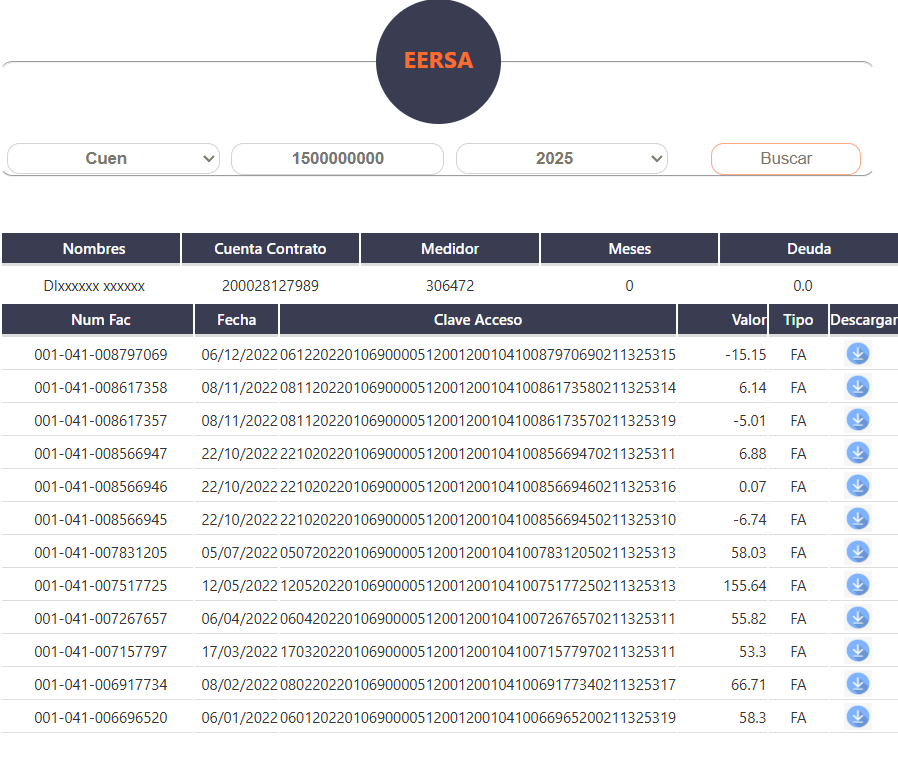 EERSA
Cuen 1500000000 2025 Buscar
Nombres Cuenta Contrato Medidor Meses Deuda
DIxxxxxx xxxxxx 200028127989 306472 0 0.0
Num Fac Fecha Clave Acceso Valor Tipo Descargar
001-041-008797069 06/12/2022 0612202201069000051200120010410087970690211325315 -15.15 FA
001-041-008617358 08/11/2022 0811202201069000051200120010410086173580211325314 6.14 FA
001-041-008617357 08/11/2022 0811202201069000051200120010410086173570211325319 -5.01 FA
001-041-008566947 22/10/2022 2210202201069000051200120010410085669470211325311 6.88 FA
001-041-008566946 22/10/2022 2210202201069000051200120010410085669460211325316 0.07 FA
001-041-008566945 22/10/2022 2210202201069000051200120010410085669450211325310 -6.74 FA
001-041-007831205 05/07/2022 0507202201069000051200120010410078312050211325313 58.03 FA
001-041-007517725 12/05/2022 1205202201069000051200120010410075177250211325313 155.64 FA
001-041-007267657 06/04/2022 0604202201069000051200120010410072676570211325311 55.82 FA
001-041-007157797 17/03/2022 1703202201069000051200120010410071577970211325311 53.3 FA
001-041-006917734 08/02/2022 0802202201069000051200120010410069177340211325317 66.71 FA
001-041-006696520 06/01/2022 0601202201069000051200120010410066965200211325319 58.3 FA